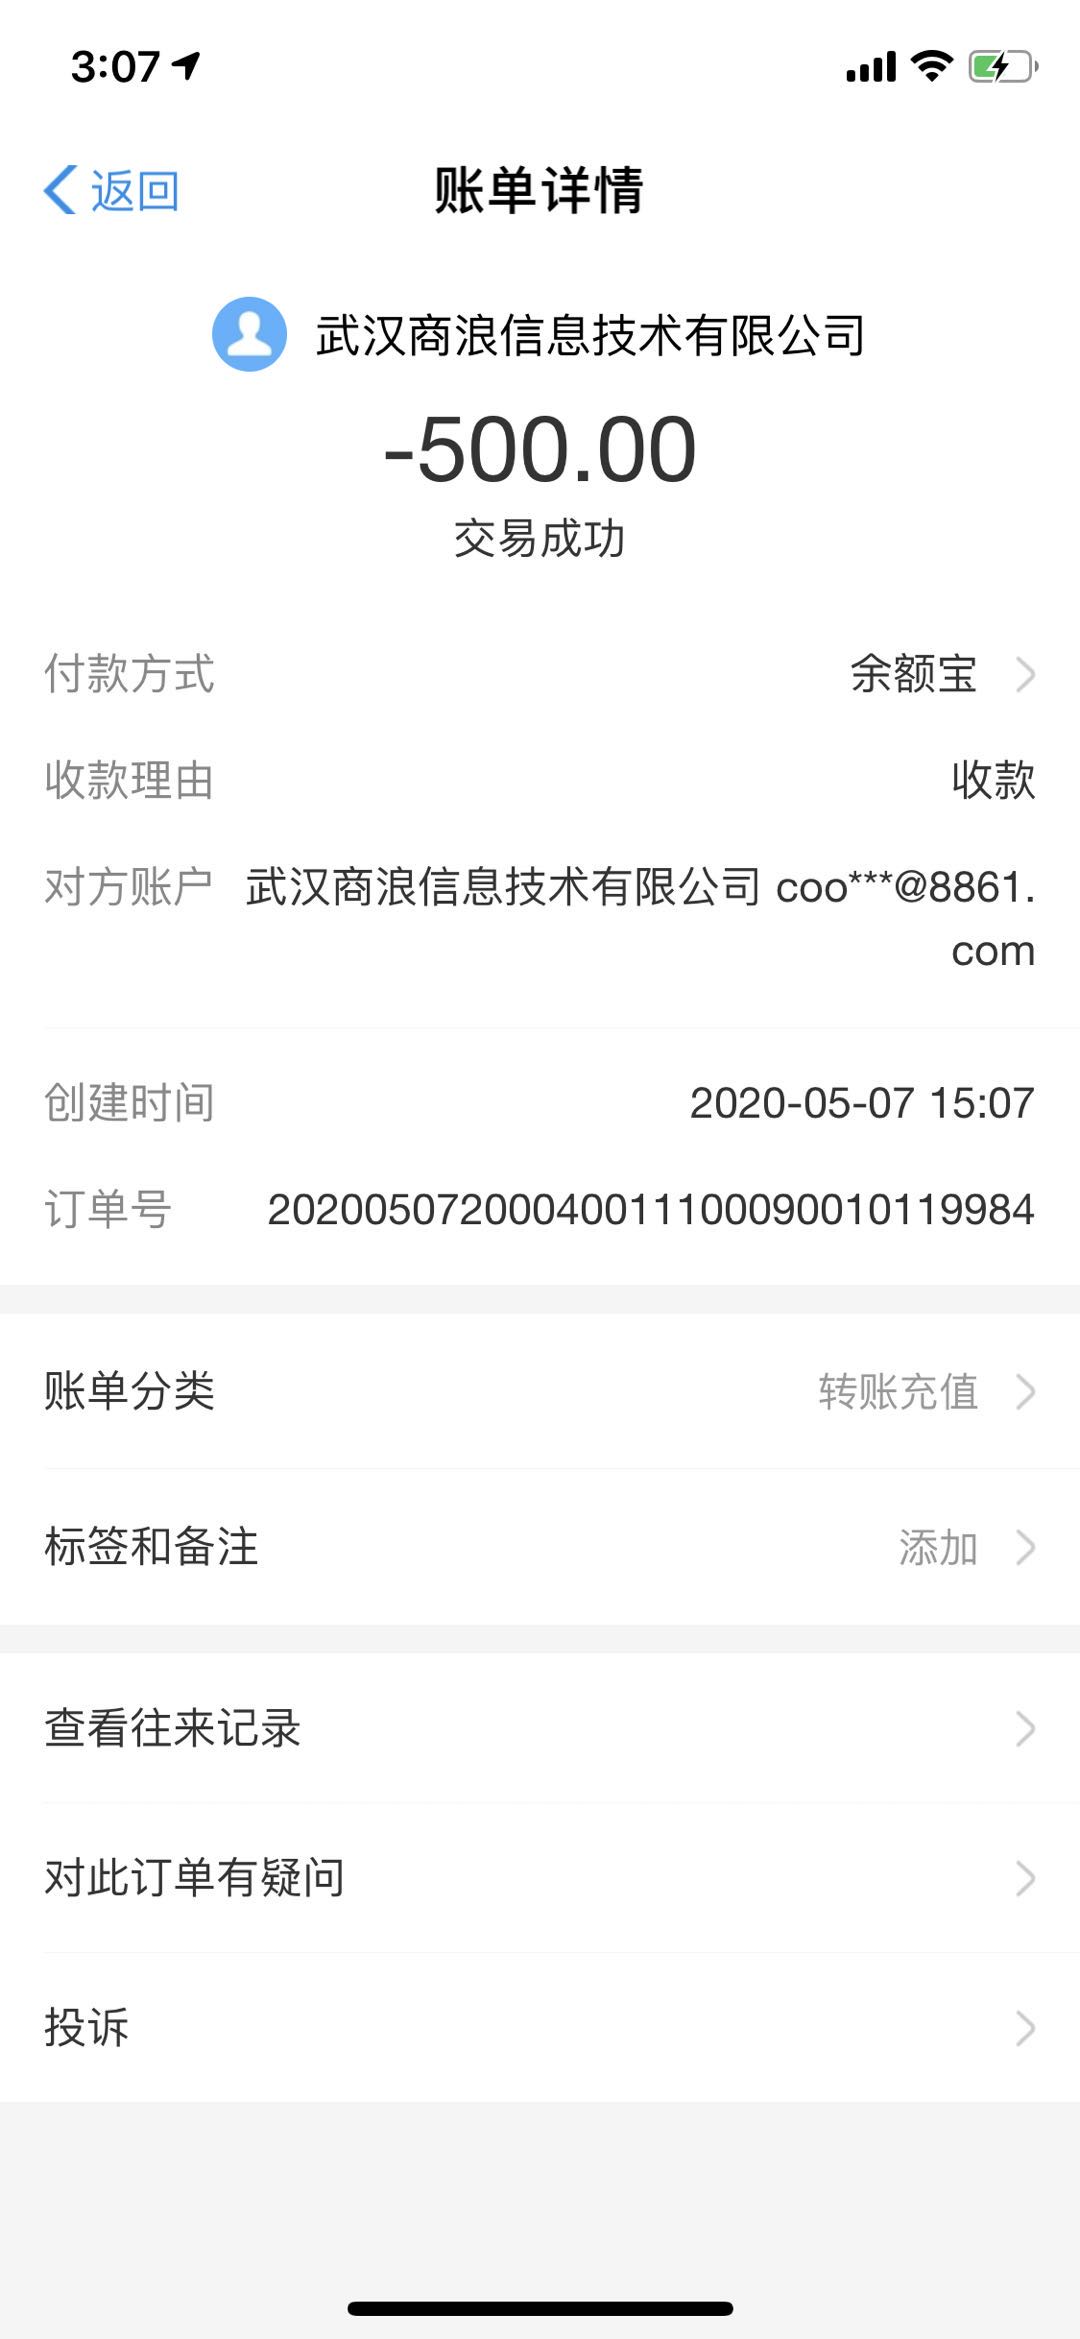 3:07
返回
账单详情
武汉商浪信息技术有限公司
-500.00
交易成功
付款方式 余额宝
收款理由 收款
对方账户 武汉商浪信息技术有限公司 coo***@8861.
com
创建时间 2020-05-07 15:07
订单号 20200507200040011100090010119984
账单分类 转账充值
标签和备注 添加
查看往来记录
对此订单有疑问
投诉